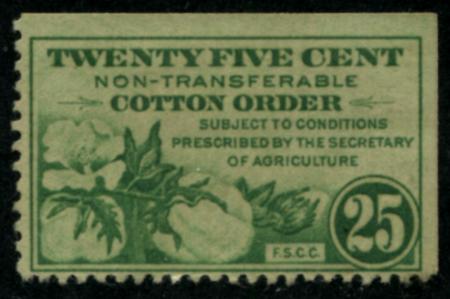 TWENTY FIVE CENT
NON-TRANSFERABLE
COTTON ORDER
SUBJECT TO CONDITIONS
PRESCRIBED BY THE SECRETARY
OF AGRICULTURE
F.S.C.C.
25